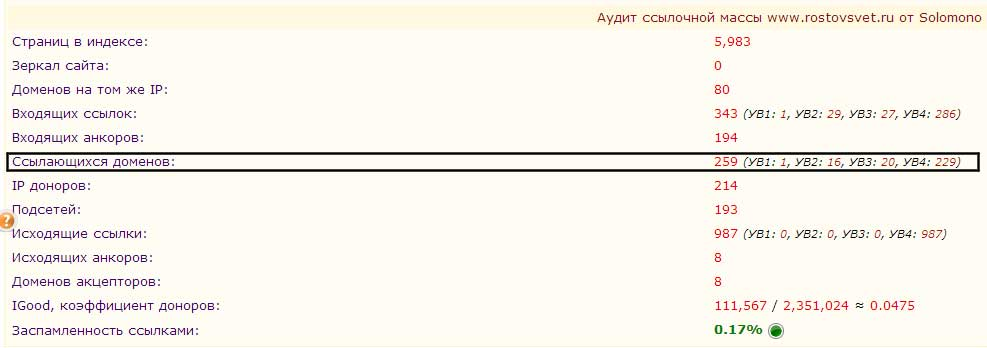 Аудит ссылочной массы www.rostovsvet.ru от Solomono
Страниц в индексе: 5,983
Зеркал сайта: 0
Доменов на том же IP: 80
Входящих ссылок: 343 (УВ1: 1, УВ2: 29, УВ3: 27, УВ4: 286)
Входящих анкоров: 194
Ссылающихся доменов: 259 (УВ1: 1, УВ2: 16, УВ3: 20, УВ4: 229)
IP доноров: 214
Подсетей: 193
Исходящие ссылки: 987 (УВ1: 0, УВ2: 0, УВ3: 0, УВ4: 987)
Исходящих анкоров: 8
Доменов акцепторов: 8
IGood, коэффициент доноров: 111,567 / 2,351,024 ≈ 0.0475
Заспамленность ссылками: 0.17%